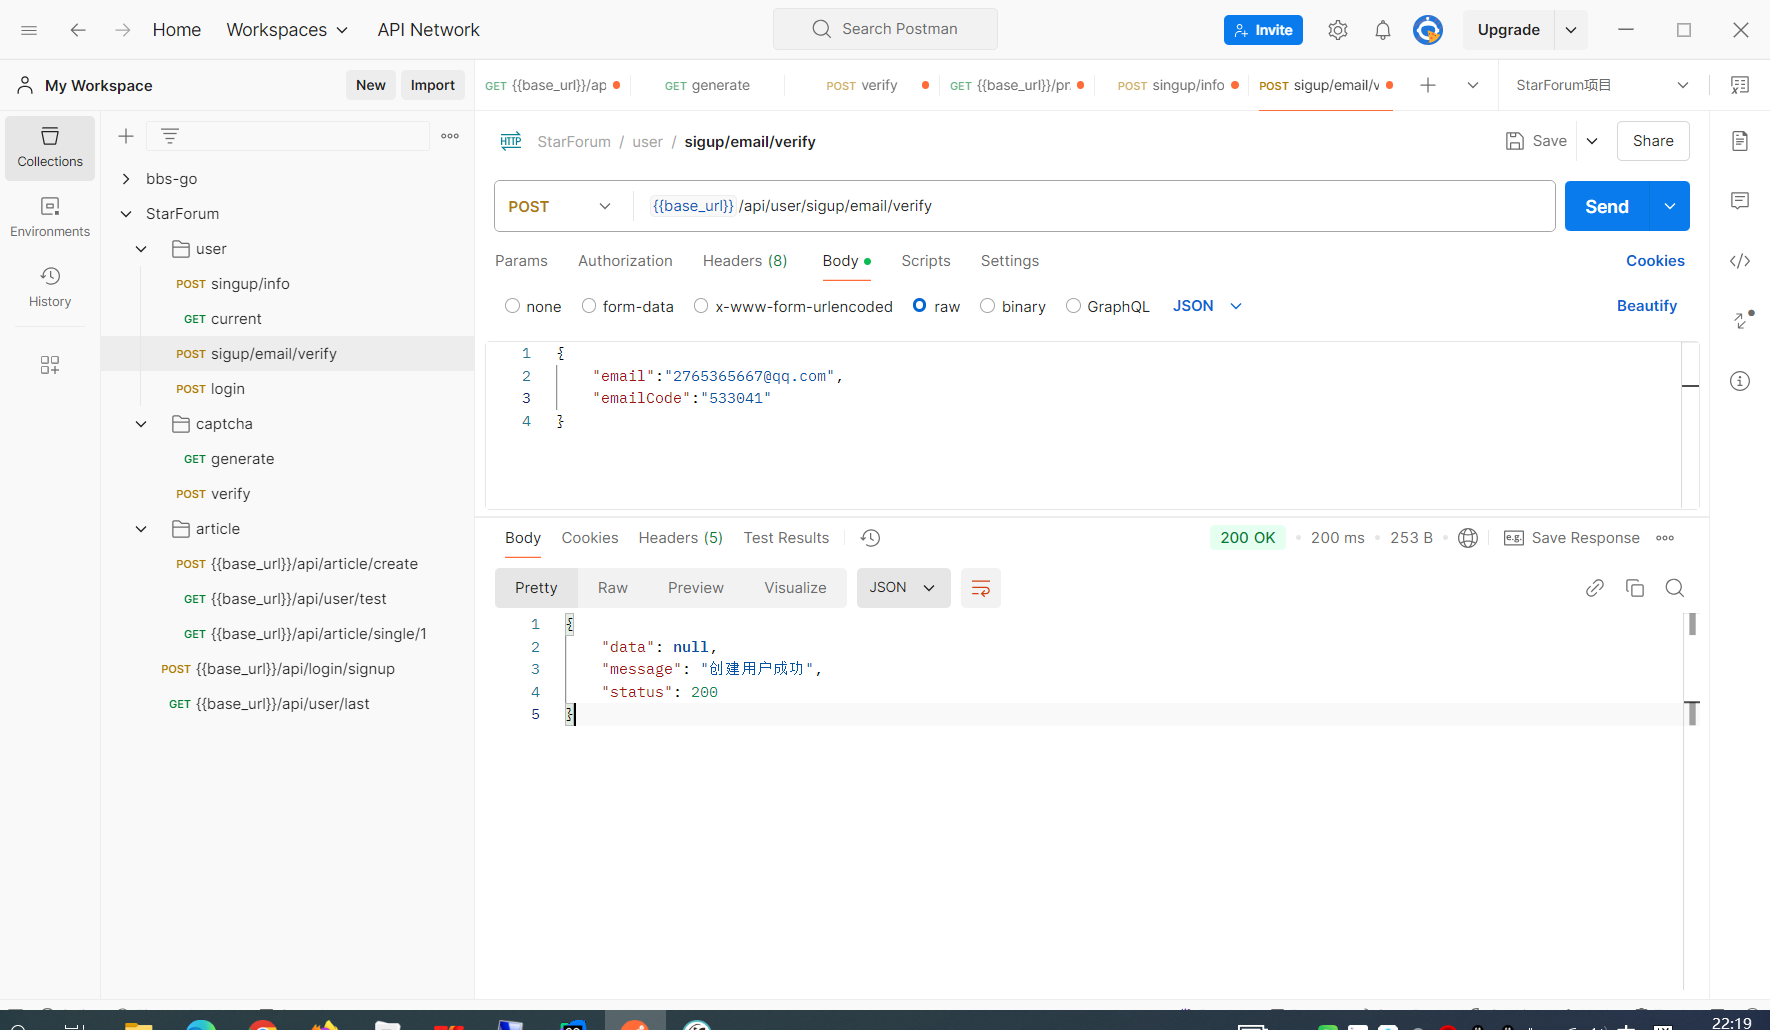 Home Workspaces API Network Search Postman Invite Upgrade
My Workspace New Import
GET {{base_url}}/ap GET generate POST verify GET {{base_url}}/pr. POST singup/info POST sigup/email/v StarForum项目
Collections
Environments
History
bbs-go
StarForum
user
POST singup/info
GET current
POST sigup/email/verify
POST login
captcha
GET generate
POST verify
article
POST {{base_url}}/api/article/create
GET {{base_url}}/api/user/test
GET {{base_url}}/api/article/single/1
POST {{base_url}}/api/login/signup
GET {{base_url}}/api/user/last
HTTP StarForum / user / sigup/email/verify Save Share
POST {{base_url}} /api/user/sigup/email/verify Send
Params Authorization Headers (8) Body Scripts Settings Cookies
none form-data x-www-form-urlencoded raw binary GraphQL JSON Beautify
1 {
2 "email":"2765365667@qq.com",
3 "emailCode":"533041"
4 }
Body Cookies Headers (5) Test Results 200 OK 200 ms 253 B e.g. Save Response
Pretty Raw Preview Visualize JSON
1 {
2 "data": null,
3 "message": "创建用户成功",
4 "status": 200
5 }
22:19